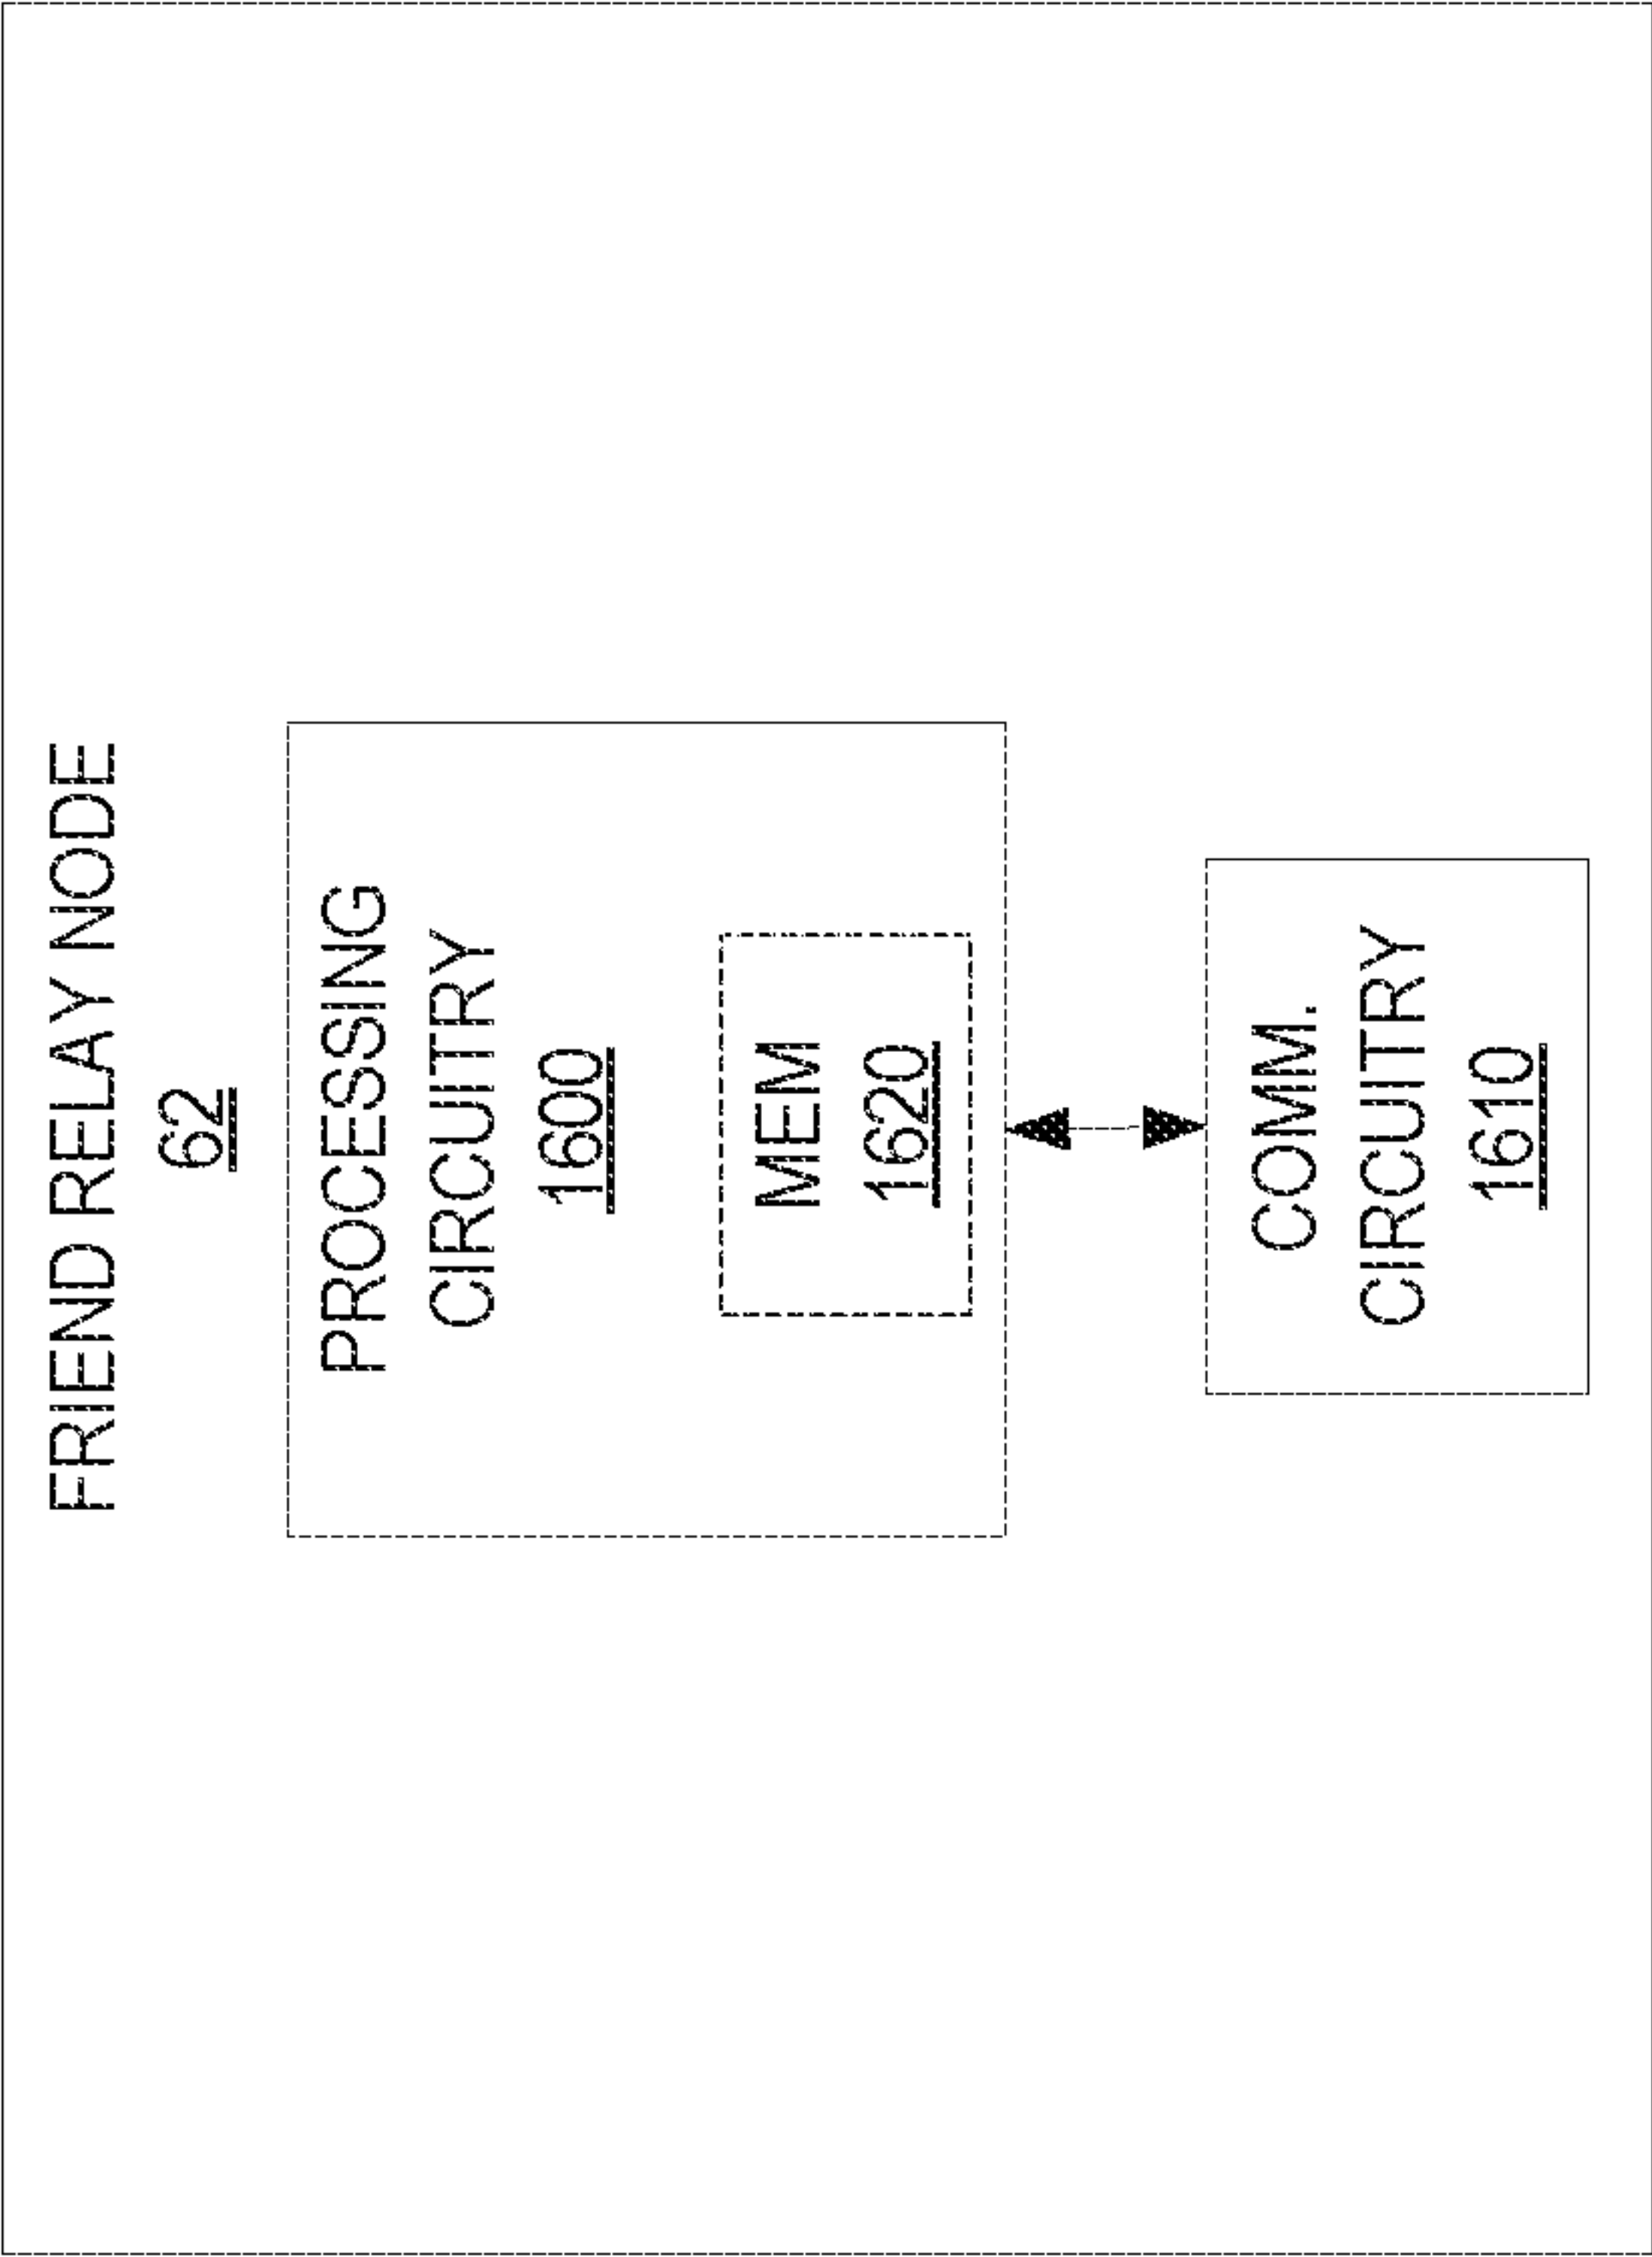 FRIEND RELAY NODE
62
PROCESSING
CIRCUITRY
1600
MEM
1620
COMM.
CIRCUITRY
1610